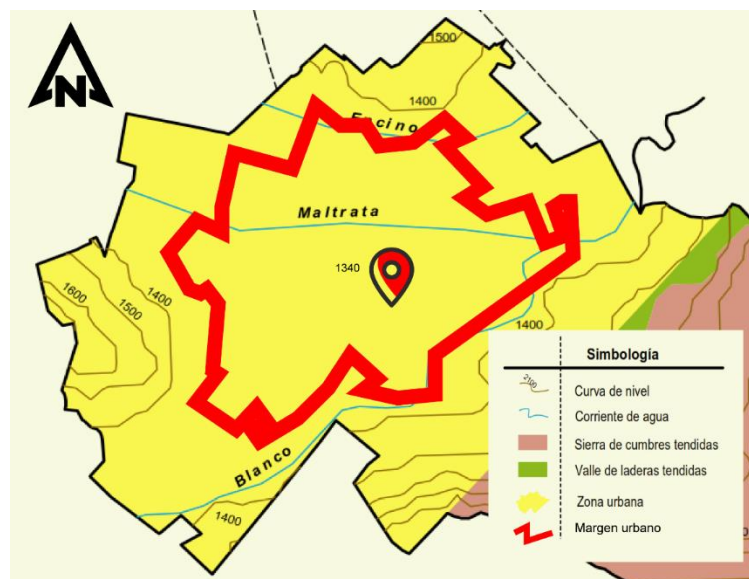 N
1500
1400
Encino
Maltrata
1340
1400
1500
1600
1400
Blanco
1400
Simbología
2100
Curva de nivel
Corriente de agua
Sierra de cumbres tendidas
Valle de laderas tendidas
Zona urbana
Margen urbano